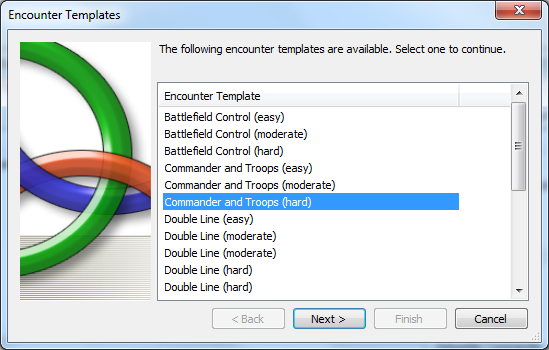 Encounter Templates
The following encounter templates are available. Select one to continue.
Encounter Template
Battlefield Control (easy)
Battlefield Control (moderate)
Battlefield Control (hard)
Commander and Troops (easy)
Commander and Troops (moderate)
Commander and Troops (hard)
Double Line (easy)
Double Line (moderate)
Double Line (moderate)
Double Line (hard)
Double Line (hard)
< Back
Next >
Finish
Cancel